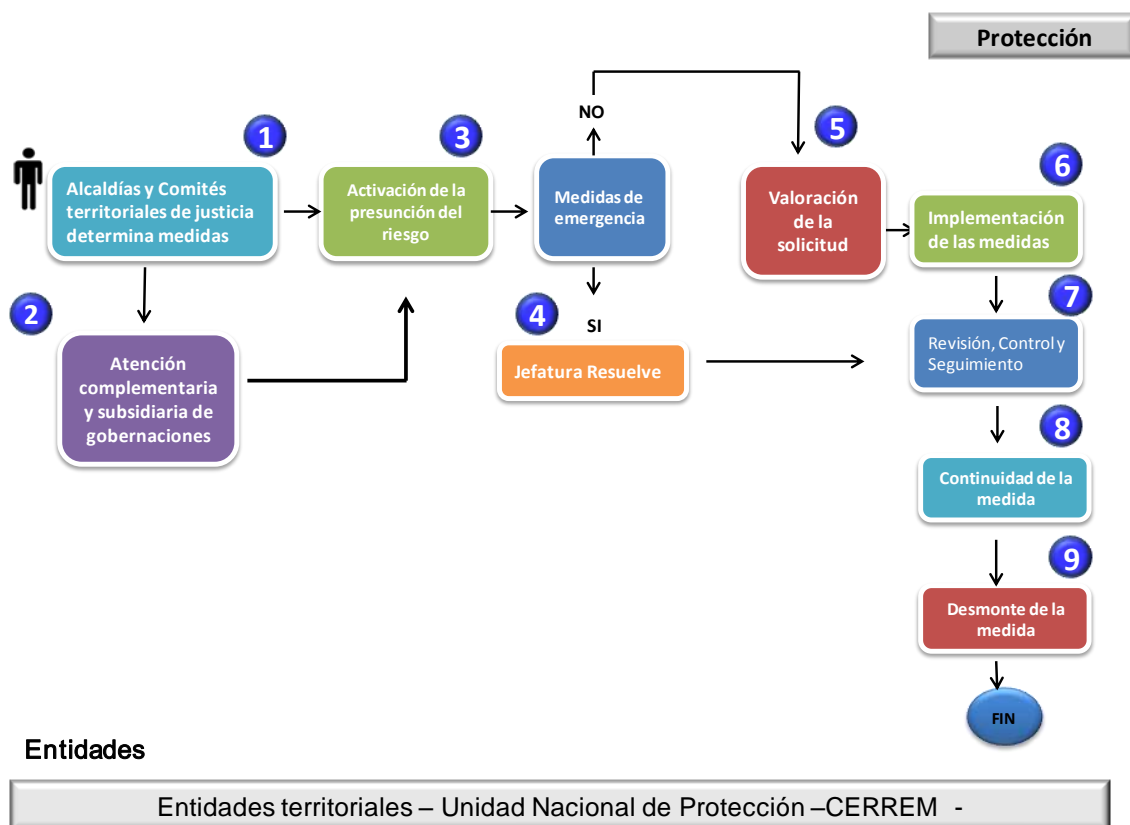 Protección
1
Alcaldías y Comités
territoriales de justicia
determina medidas
2
Atención
complementaria
y subsidiaria de
gobernaciones
3
Activación de la
presunción del
riesgo
NO
Medidas de
emergencia
SI
4
Jefatura Resuelve
5
Valoración
de la
solicitud
6
Implementación
de las medidas
7
Revisión, Control y
Seguimiento
8
Continuidad de la
medida
9
Desmonte de la
medida
FIN
Entidades
Entidades territoriales – Unidad Nacional de Protección –CERREM -